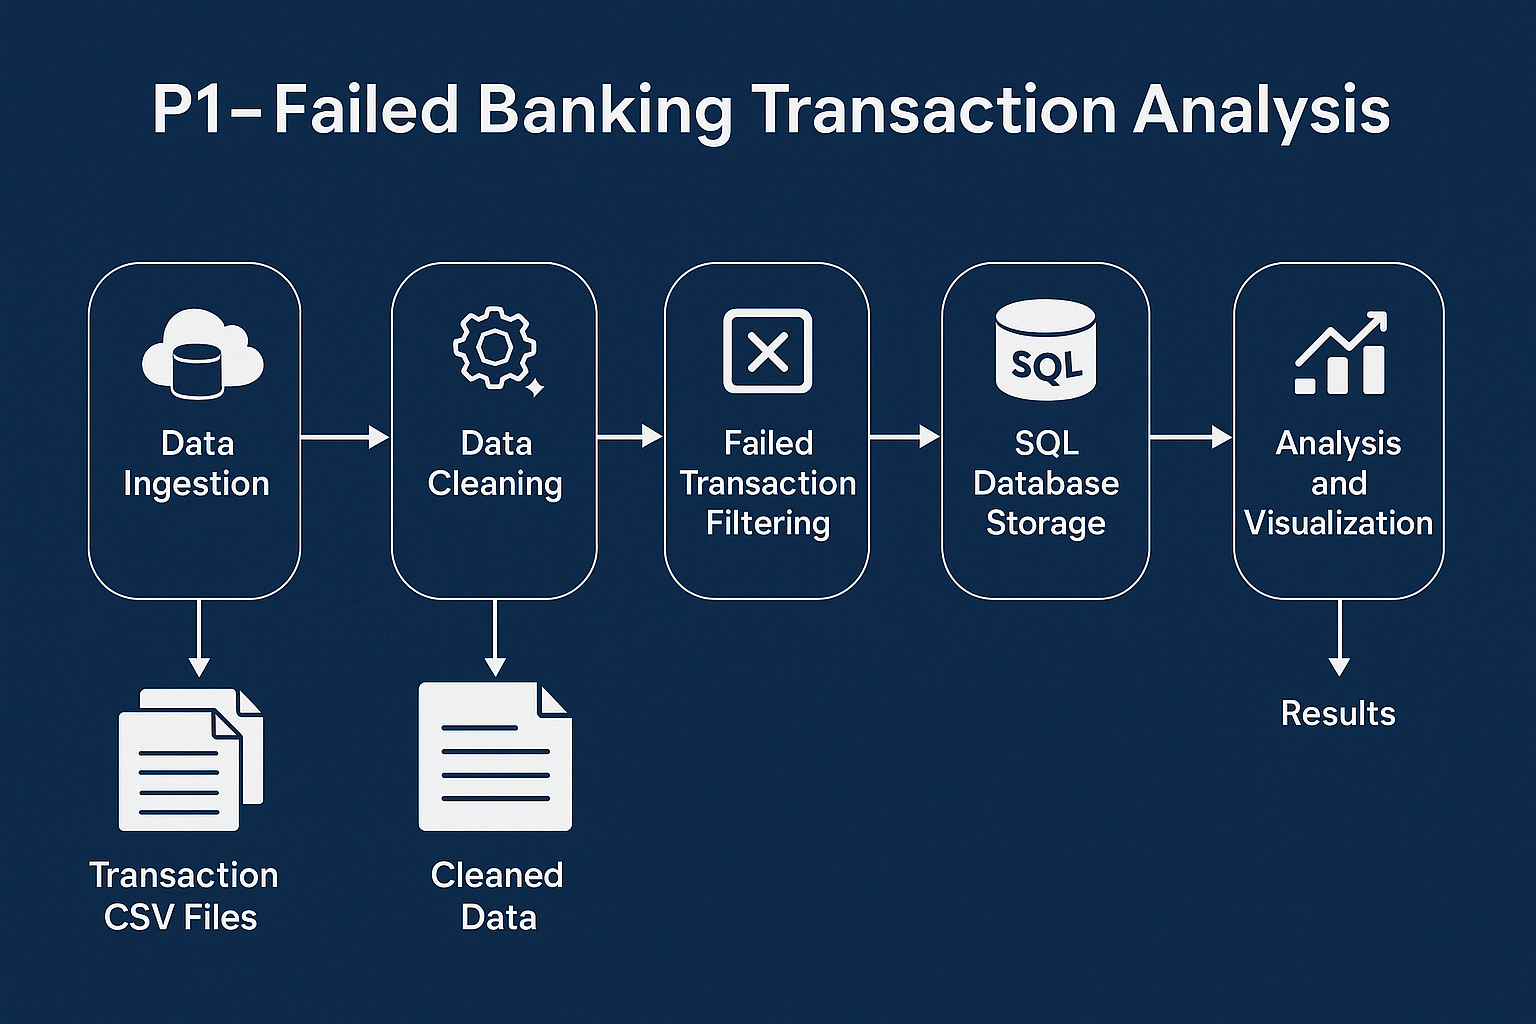 P1–Failed Banking Transaction Analysis
Data
Ingestion
Data
Cleaning
Failed
Transaction
Filtering
SQL
SQL
Database
Storage
Analysis
and
Visualization
Transaction
CSV Files
Cleaned
Data
Results